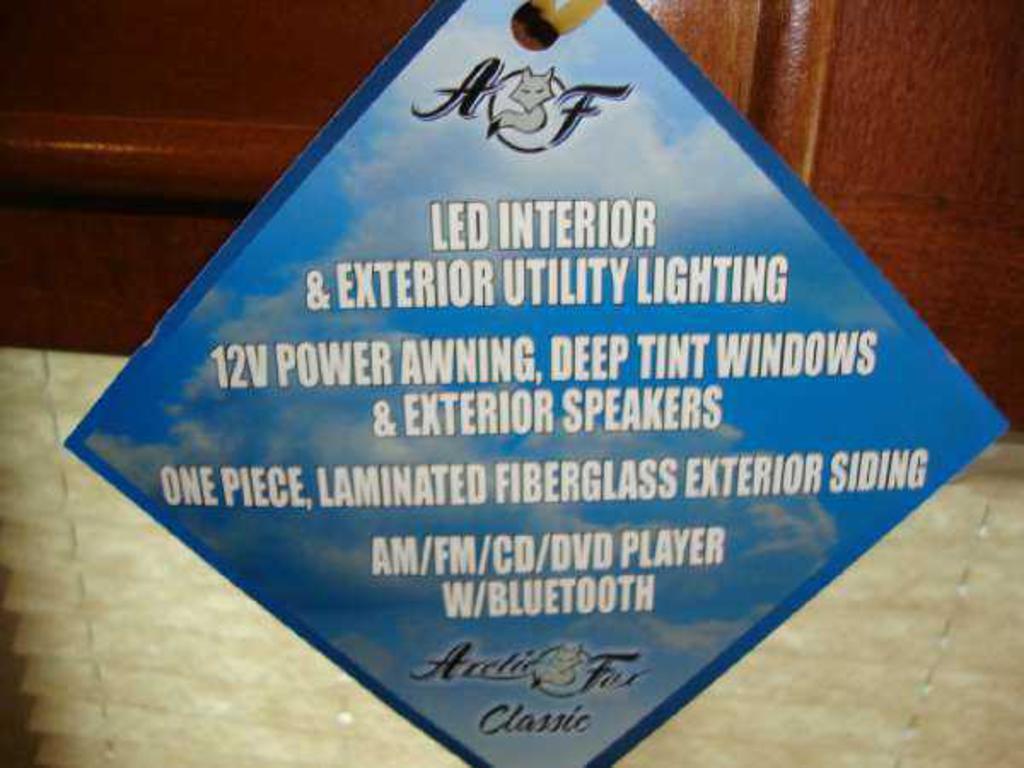 AF
LED INTERIOR
& EXTERIOR UTILITY LIGHTING
12V POWER AWNING, DEEP TINT WINDOWS
& EXTERIOR SPEAKERS
ONE PIECE, LAMINATED FIBERGLASS EXTERIOR SIDING
AM/FM/CD/DVD PLAYER
W/BLUETOOTH
Arctic Fox
Classic